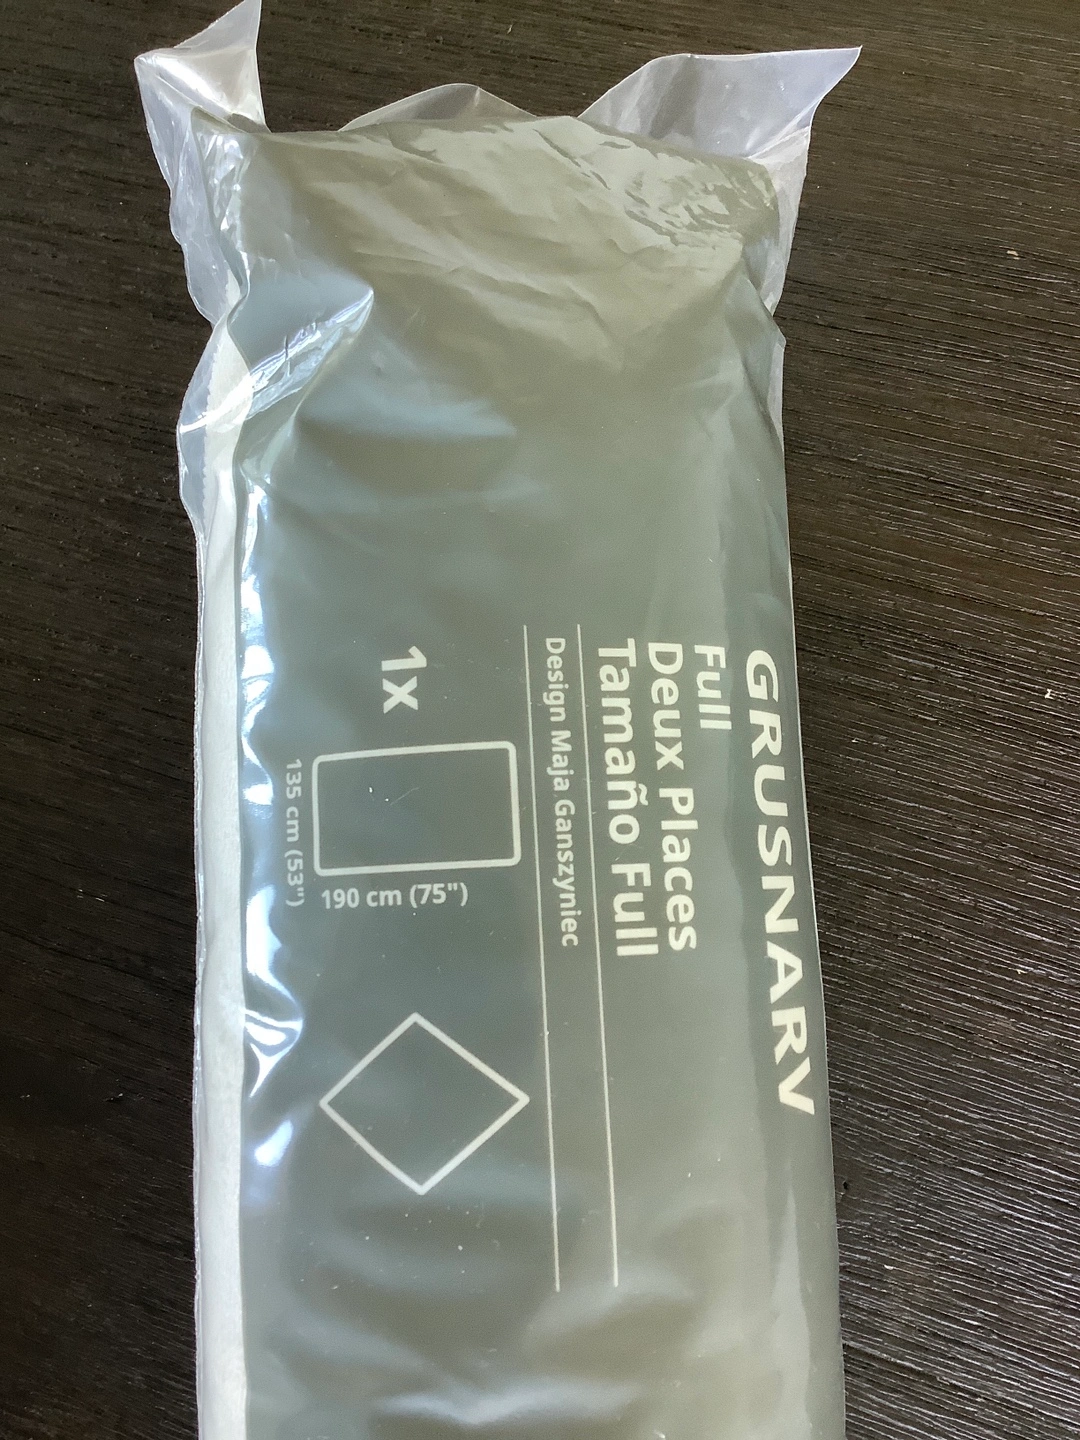 GRUSNARV
Full
Deux Places
Tamaño Full
Design Maja Ganszyniec
1x
190 cm (75")
135 cm (53")